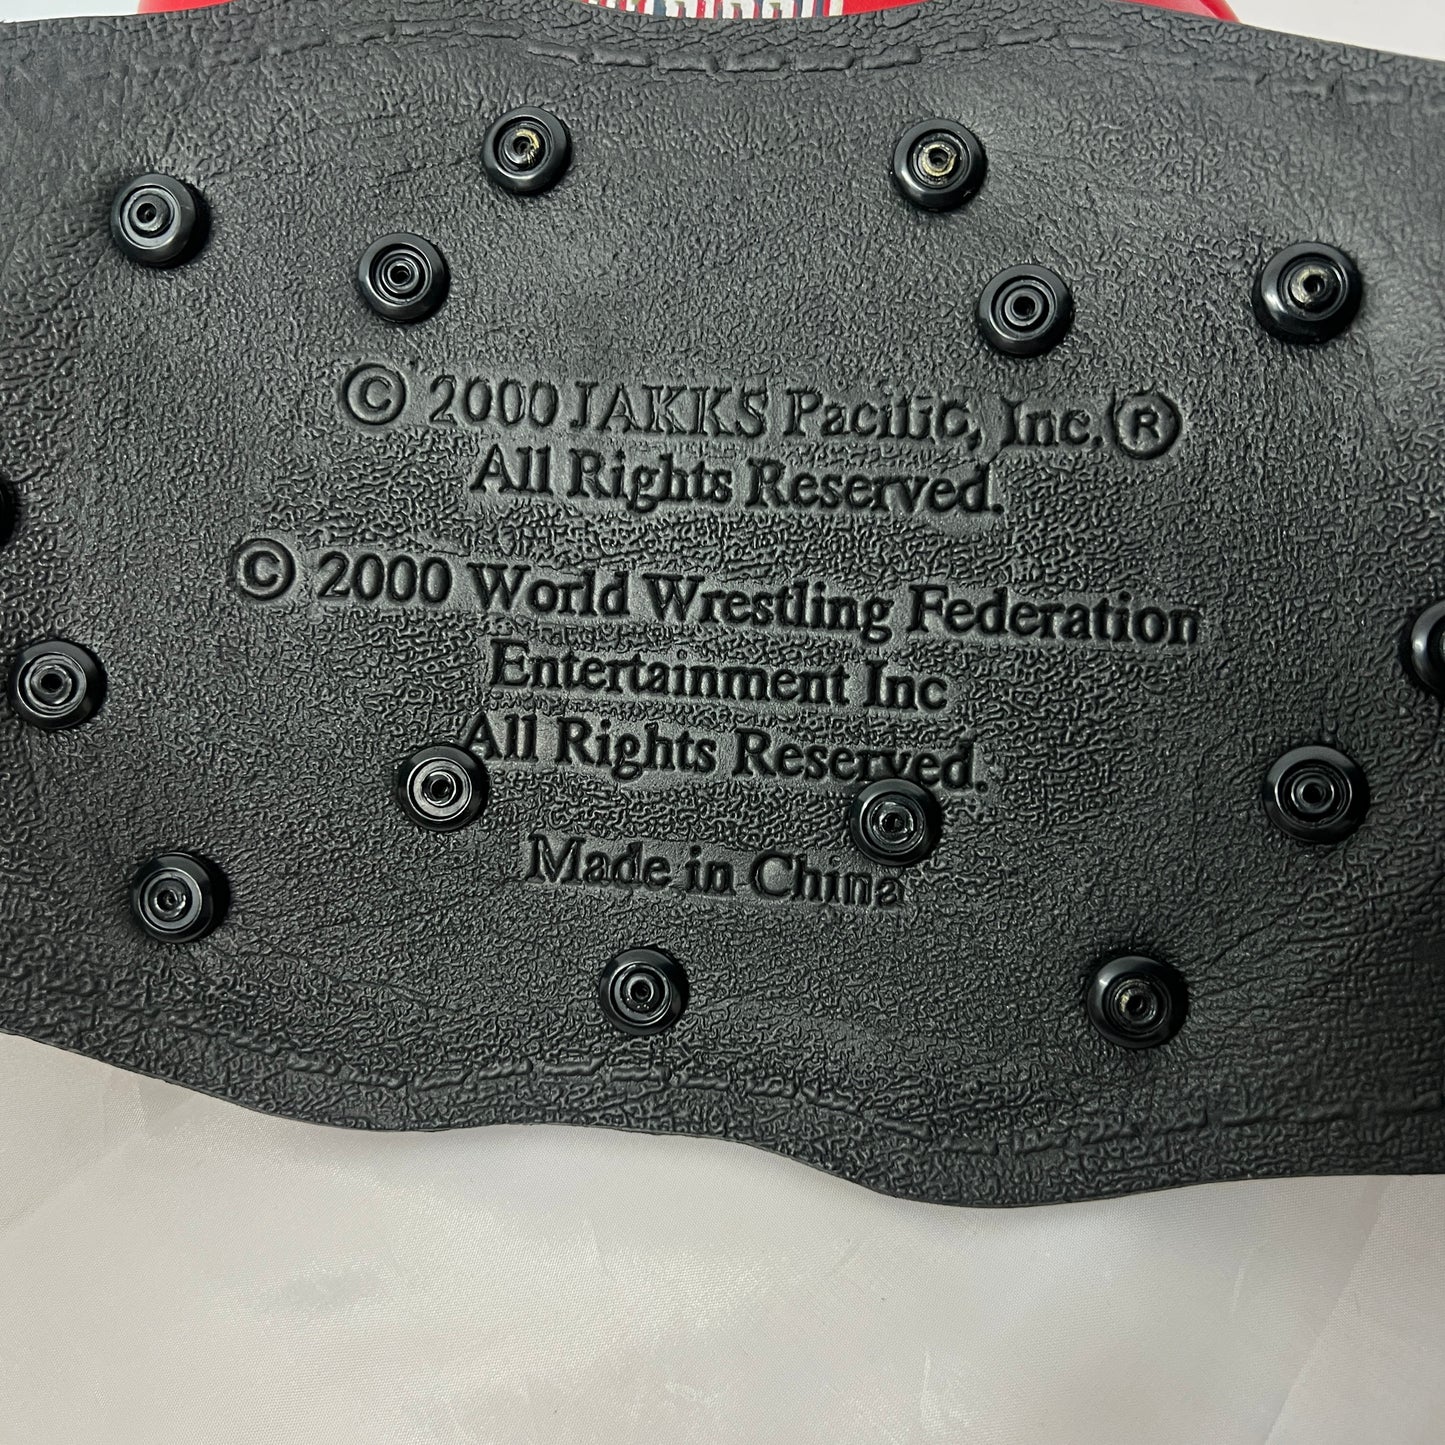 © 2000 JAKKS Pacific, Inc. ®
All Rights Reserved.
© 2000 World Wrestling Federation
Entertainment Inc
All Rights Reserved.
Made in China